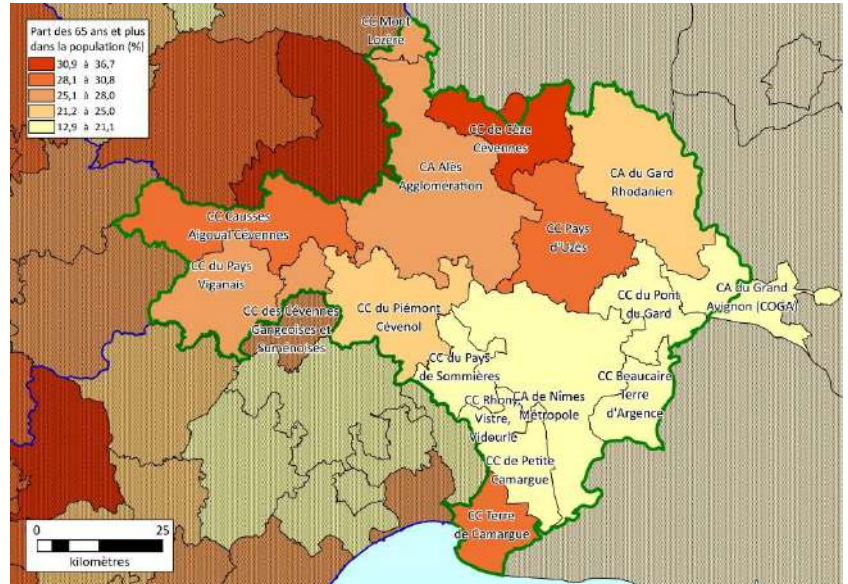 Part des 65 ans et plus
dans la population (%)
30,9 à 36,7
28,1 à 30,8
25,1 à 28,0
21,2 à 25,0
12,9 à 21,1
CC Mont
Lozère
CC de Cèze
Cévennes
CA Alès
Agglomération
CA du Gard
Rhodanien
CC Causses
Aigoual Cévennes
CC Pays
d'Uzès
CC du Pays
Viganais
CC des Cévennes
Gangeoises et
Suménoises
CC du Piémont
Cévenol
CC du Pont
du Gard
CA du Grand
Avignon (COGA)
CC du Pays
de Sommières
CC Beaucaire
Terre
d'Argence
CC Rhony,
Vistre,
Vidourle
CA de Nîmes
Métropole
CC de Petite
Camargue
CC Terre
de Camargue
0 25
kilomètres